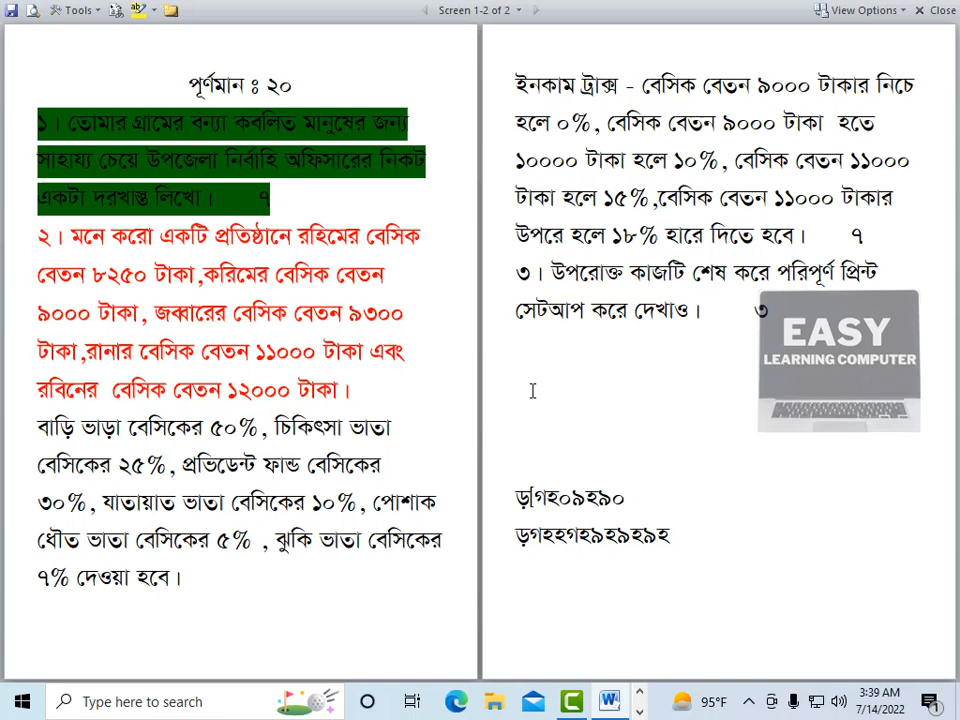 Tools
Screen 1-2 of 2
View Options
Close
পূর্ণমান ঃ ২০
১। তোমার গ্রামের বন্যা কবলিত মানুষের জন্য
সাহায্য চেয়ে উপজেলা নির্বাহি অফিসারের নিকট
একটা দরখাস্ত লিখো। ৭
২। মনে করো একটি প্রতিষ্ঠানে রহিমের বেসিক
বেতন ৮২৫০ টাকা,করিমের বেসিক বেতন
৯০০০ টাকা, জব্বারের বেসিক বেতন ৯৩০০
টাকা,রানার বেসিক বেতন ১১০০০ টাকা এবং
রবিনের বেসিক বেতন ১২০০০ টাকা।
বাড়ি ভাড়া বেসিকের ৫০%, চিকিৎসা ভাতা
বেসিকের ২৫%, প্রভিডেন্ট ফান্ড বেসিকের
৩০%, যাতায়াত ভাতা বেসিকের ১০%, পোশাক
ধৌত ভাতা বেসিকের ৫% , ঝুকি ভাতা বেসিকের
৭% দেওয়া হবে।
ইনকাম ট্রাক্স - বেসিক বেতন ৯০০০ টাকার নিচে
হলে ০%, বেসিক বেতন ৯০০০ টাকা হতে
১০০০০ টাকা হলে ১০%, বেসিক বেতন ১১০০০
টাকা হলে ১৫%,বেসিক বেতন ১১০০০ টাকার
উপরে হলে ১৮% হারে দিতে হবে। ৭
৩। উপরোক্ত কাজটি শেষ করে পরিপূর্ণ প্রিন্ট
সেটআপ করে দেখাও। ৩
EASY
LEARNING COMPUTER
ড়[গহ০৯হ৯০
ড়গহহগহ৯হ৯হ৯হ
Type here to search
95°F
3:39 AM
7/14/2022